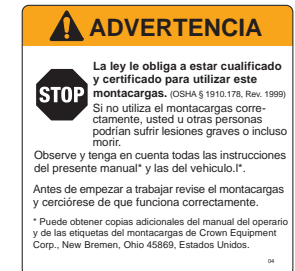 ADVERTENCIA
STOP
La ley le obliga a estar cualificado
y certificado para utilizar este
montacargas. (OSHA § 1910.178, Rev. 1999)
Si no utiliza el montacargas corre-
ctamente, usted u otras personas
podrían sufrir lesiones graves o incluso
morir.
Observe y tenga en cuenta todas las instrucciones
del presente manual* y las del vehiculo.l*.
Antes de empezar a trabajar revise el montacargas
y cerciórese de que funciona correctamente.
* Puede obtener copias adicionales del manual del operario
y de las etiquetas del montacargas de Crown Equipment
Corp., New Bremen, Ohio 45869, Estados Unidos.
04